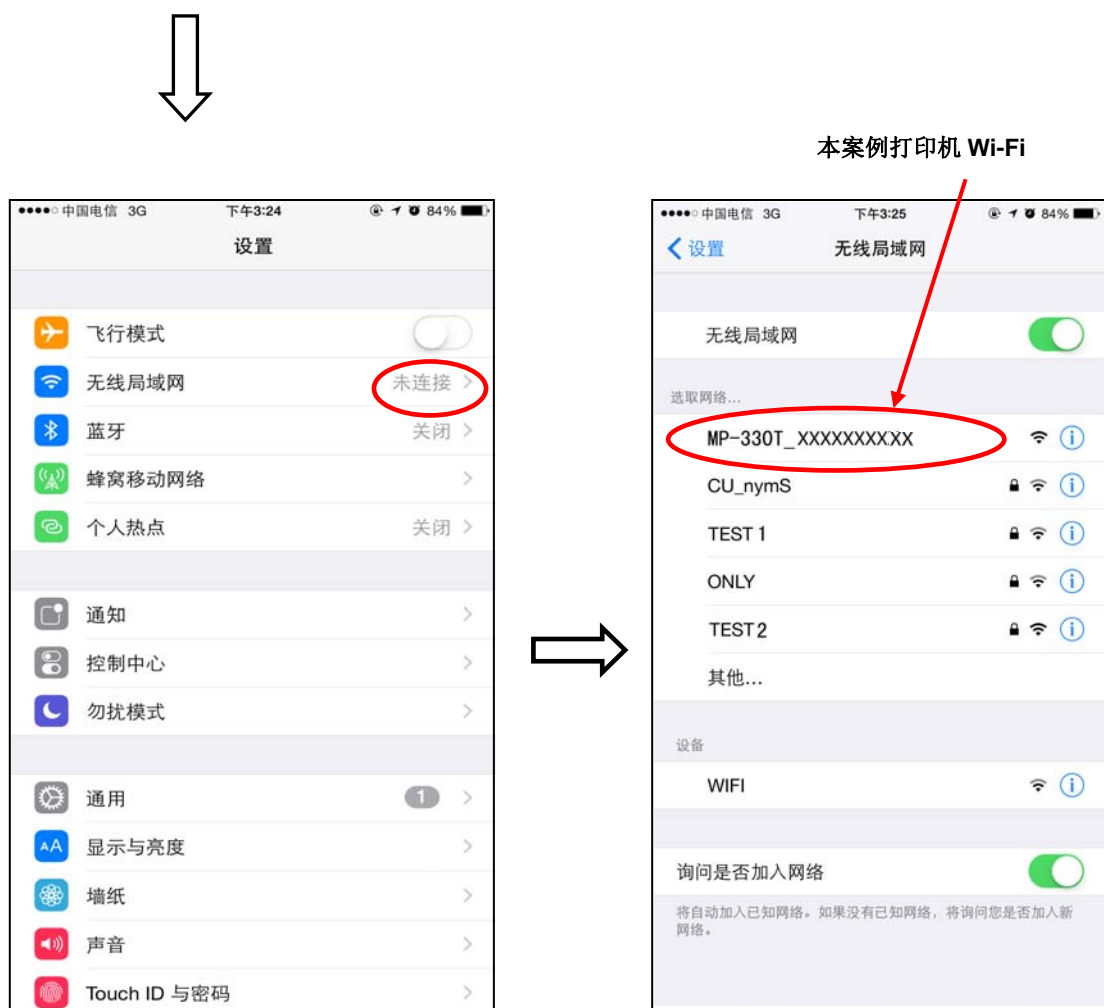 本案例打印机 Wi-Fi
中国电信 3G 下午3:24 84%
设置
飞行模式
无线局域网 未连接
蓝牙 关闭
蜂窝移动网络
个人热点 关闭
通知
控制中心
勿扰模式
通用 1
AA 显示与亮度
墙纸
声音
Touch ID 与密码
中国电信 3G 下午3:25 84%
设置 无线局域网
无线局域网
选取网络...
MP-330T_XXXXXXXXXX
CU_nymS
TEST 1
ONLY
TEST 2
其他...
设备
WIFI
询问是否加入网络
将自动加入已知网络。如果没有已知网络，将询问您是否加入新
网络。